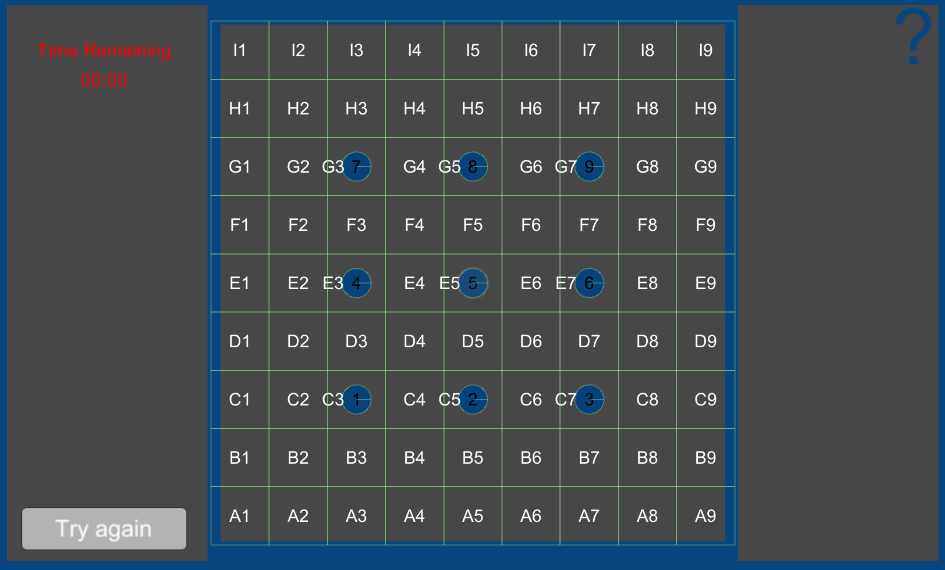 Time Remaining
00:00
?
I1 I2 I3 I4 I5 I6 I7 I8 I9
H1 H2 H3 H4 H5 H6 H7 H8 H9
G1 G2 G3 7 G4 G5 8 G6 G7 9 G8 G9
F1 F2 F3 F4 F5 F6 F7 F8 F9
E1 E2 E3 4 E4 E5 5 E6 E7 6 E8 E9
D1 D2 D3 D4 D5 D6 D7 D8 D9
C1 C2 C3 1 C4 C5 2 C6 C7 3 C8 C9
B1 B2 B3 B4 B5 B6 B7 B8 B9
A1 A2 A3 A4 A5 A6 A7 A8 A9
Try again